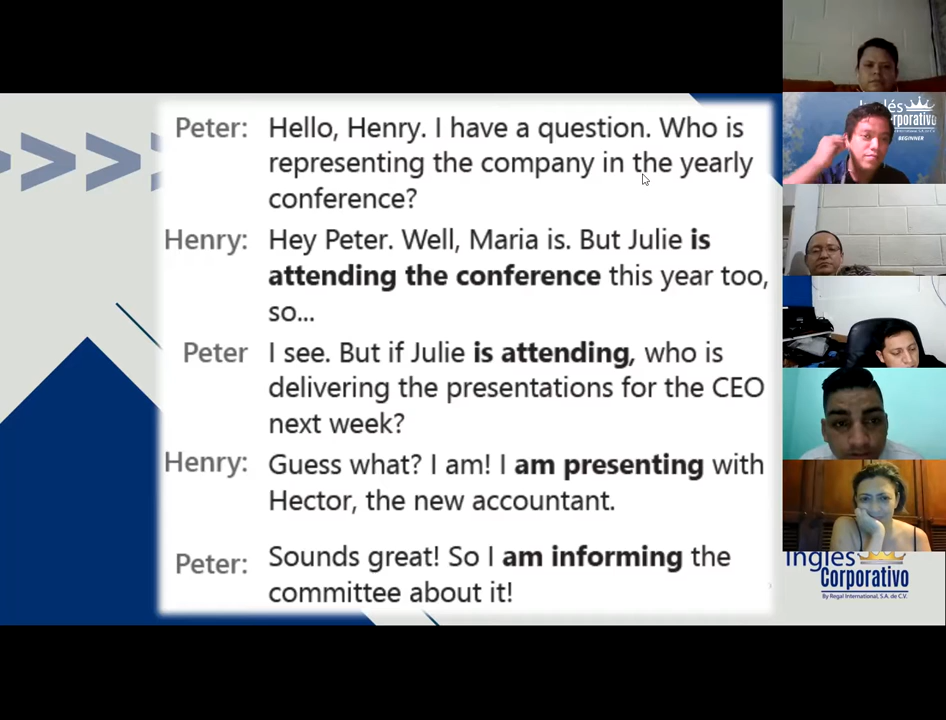 Peter: Hello, Henry. I have a question. Who is
representing the company in the yearly
conference?
Henry: Hey Peter. Well, Maria is. But Julie is
attending the conference this year too,
so...
Peter I see. But if Julie is attending, who is
delivering the presentations for the CEO
next week?
Henry: Guess what? I am! I am presenting with
Hector, the new accountant.
Peter: Sounds great! So I am informing the
committee about it!
Inglés
Corporativo
BEGINNER
Inglés
Corporativo
By Regal International, S.A. de C.V.